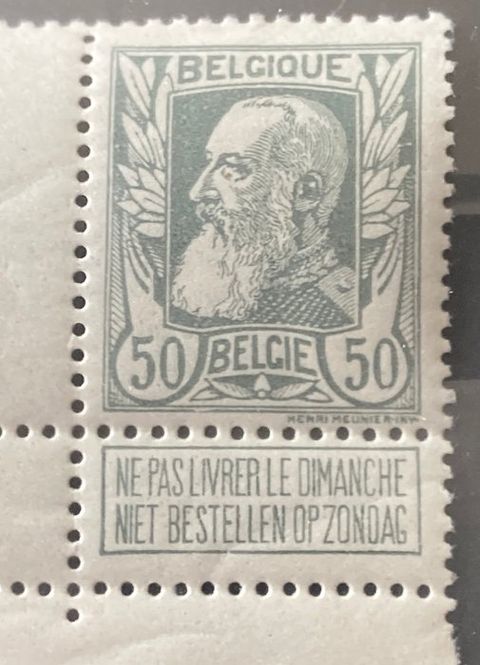 BELGIQUE
50 BELGIE 50
HENRI MEUNIER·INV
NE PAS LIVRER LE DIMANCHE
NIET BESTELLEN OP ZONDAG